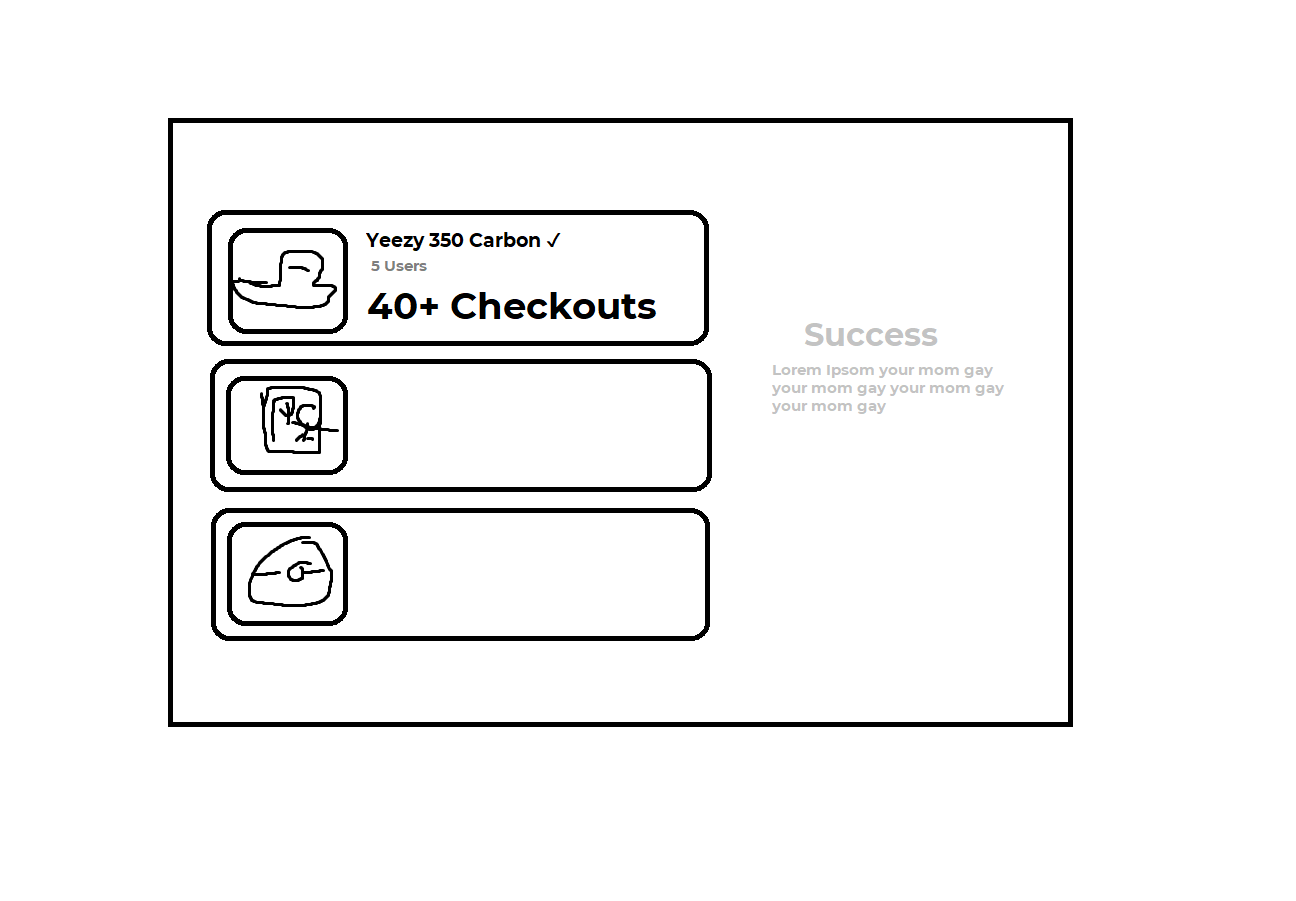 Yeezy 350 Carbon ✓
5 Users
40+ Checkouts
Success
Lorem Ipsom your mom gay
your mom gay your mom gay
your mom gay